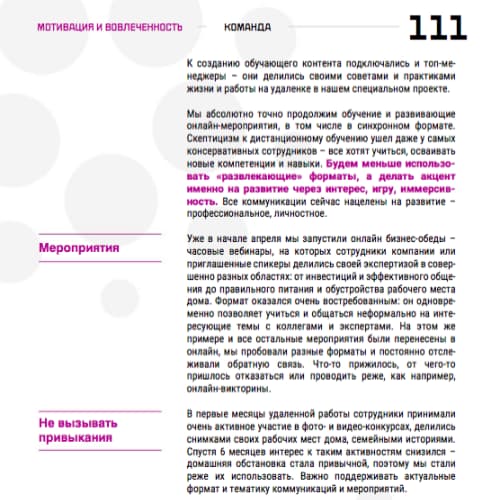 МОТИВАЦИЯ И ВОВЛЕЧЕННОСТЬ КОМАНДА 111
К созданию обучающего контента подключались и топ-ме-
неджеры – они делились своими советами и практиками
жизни и работы на удаленке в нашем специальном проекте.
Мы абсолютно точно продолжим обучение и развивающие
онлайн-мероприятия, в том числе в синхронном формате.
Скептицизм к дистанционному обучению ушел даже у самых
консервативных сотрудников – все хотят учиться, осваивать
новые компетенции и навыки. Будем меньше использо-
вать «развлекающие» форматы, а делать акцент
именно на развитие через интерес, игру, иммерсив-
ность. Все коммуникации сейчас нацелены на развитие –
профессиональное, личностное.
Мероприятия
Уже в начале апреля мы запустили онлайн бизнес-обеды –
часовые вебинары, на которых сотрудники компании или
приглашенные спикеры делились своей экспертизой в совер-
шенно разных областях: от инвестиций и эффективного обще-
ния до правильного питания и обустройства рабочего места
дома. Формат оказался очень востребованным: он одновре-
менно позволяет учиться и общаться неформально на инте-
ресующие темы с коллегами и экспертами. На этом же
примере и все остальные мероприятия были перенесены в
онлайн, мы пробовали разные форматы и постоянно отсле-
живали обратную связь. Что-то прижилось, от чего-то
пришлось отказаться или проводить реже, как например,
онлайн-викторины.
Не вызывать
привыкания
В первые месяцы удаленной работы сотрудники принимали
очень активное участие в фото- и видео-конкурсах, делились
снимками своих рабочих мест дома, семейными историями.
Спустя 6 месяцев интерес к таким активностям снизился –
домашняя обстановка стала привычной, поэтому мы стали
реже их использовать. Важно поддерживать актуальные
формат и тематику коммуникаций и мероприятий.